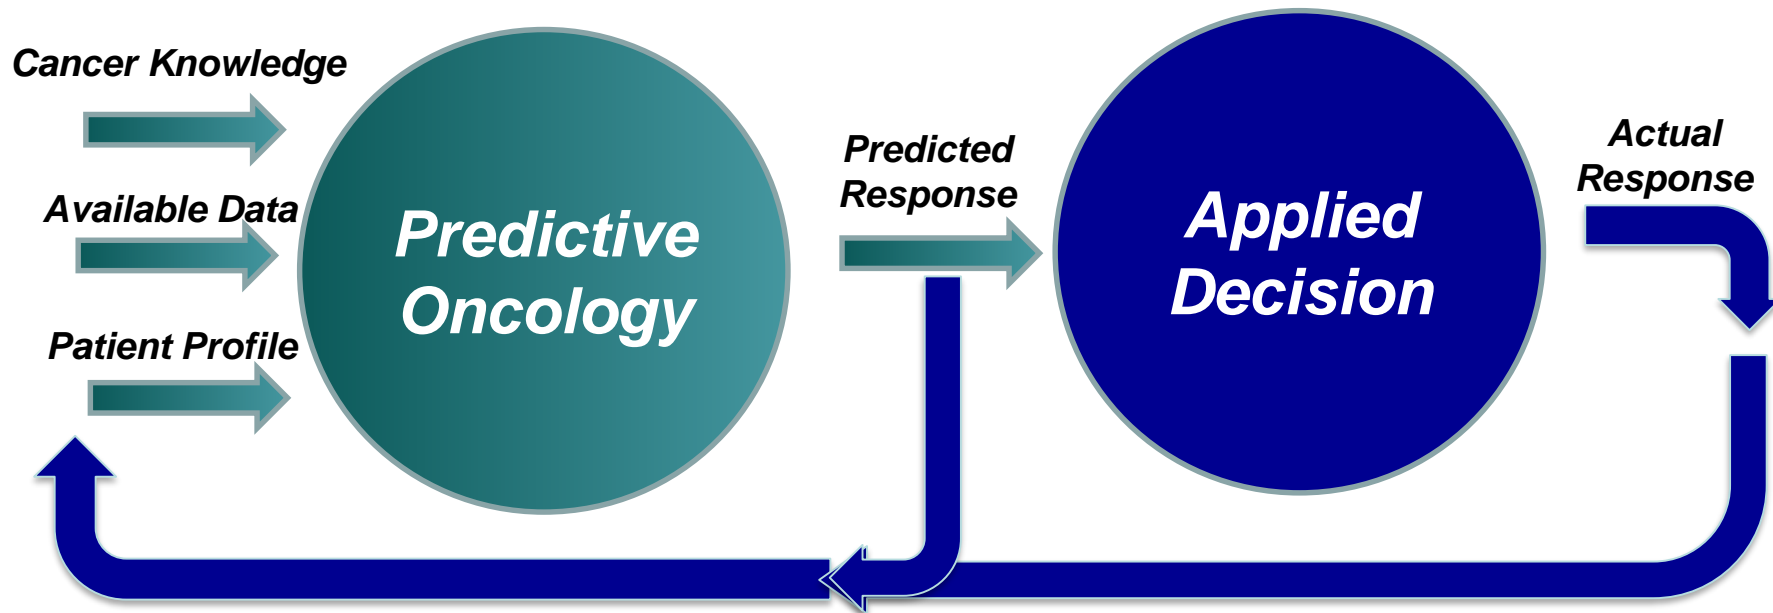 Cancer Knowledge
Available Data
Patient Profile
Predictive
Oncology
Predicted
Response
Applied
Decision
Actual
Response